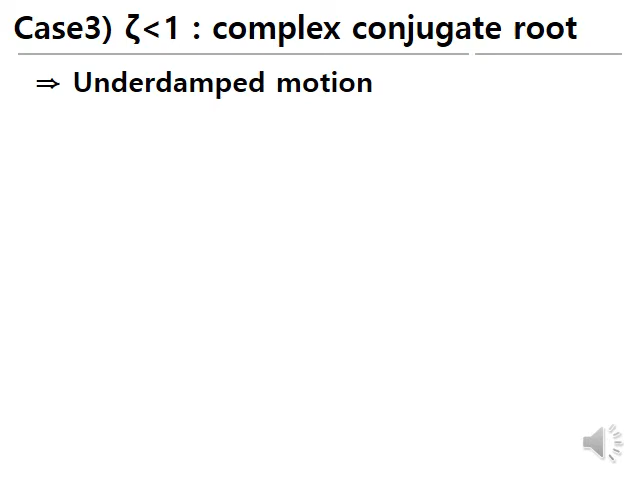 Case3) ζ<1 : complex conjugate root
⇒ Underdamped motion